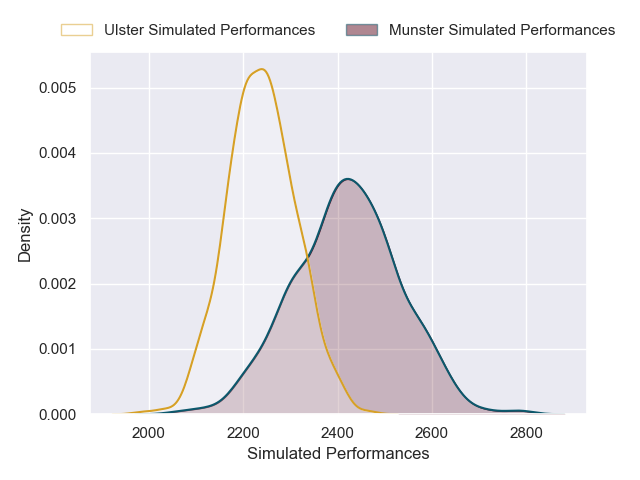 Ulster Simulated Performances Munster Simulated Performances
0.005
0.004
0.003
0.002
0.001
0.000
Density
2000 2200 2400 2600 2800
Simulated Performances